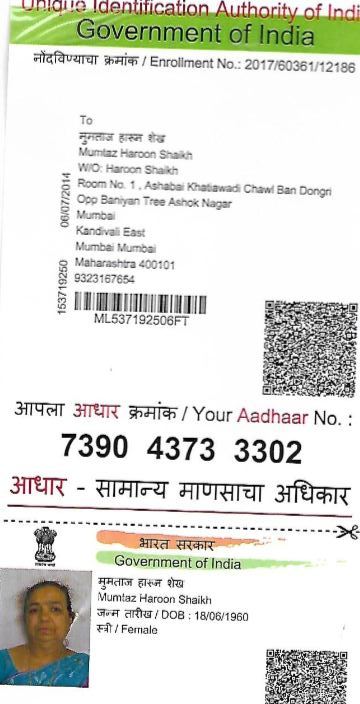 Unique Identification Authority of Indi
Government of India
नोंदविण्याचा क्रमांक / Enrollment No.: 2017/60361/12186
To
मुमताज हारून शेख
Mumtaz Haroon Shaikh
W/O: Haroon Shaikh
Room No. 1 , Ashabai Khatiawadi Chawl Ban Dongri
Opp Baniyan Tree Ashok Nagar
Mumbai
Kandivali East
Mumbai Mumbai
Maharashtra 400101
9323167654
153719250
06/07/2014
ML537192506FT
आपला आधार क्रमांक / Your Aadhaar No. :
7390 4373 3302
आधार - सामान्य माणसाचा अधिकार
भारत सरकार
Government of India
मुमताज हारून शेख
Mumtaz Haroon Shaikh
जन्म तारीख / DOB : 18/06/1960
स्त्री / Female